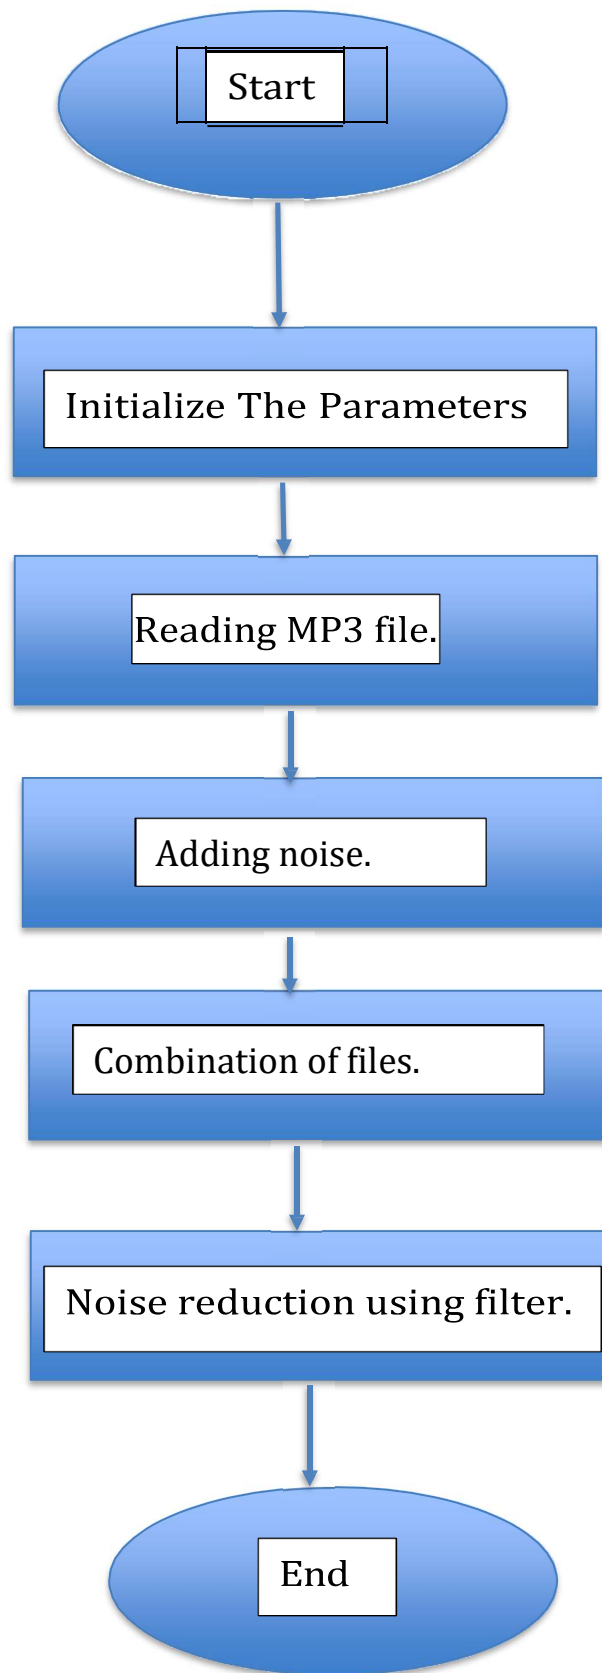 Start
Initialize The Parameters
Reading MP3 file.
Adding noise.
Combination of files.
Noise reduction using filter.
End